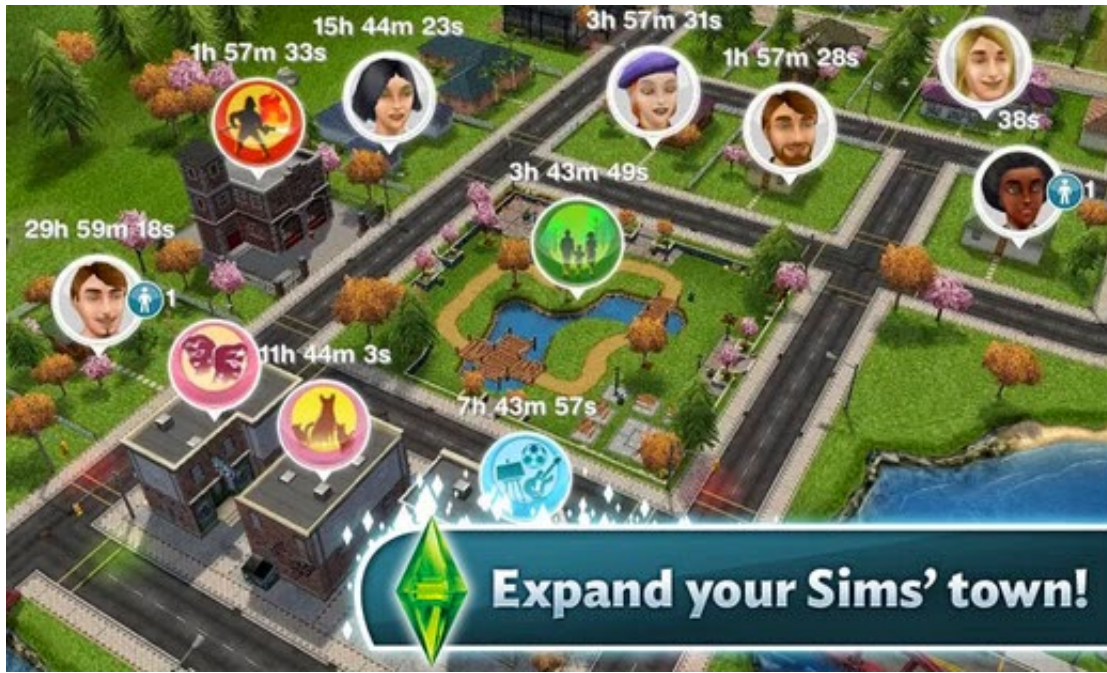 15h 44m 23s
3h 57m 31s
1h 57m 33s
1h 57m 28s
38s
3h 43m 49s
1
29h 59m 18s
1
11h 44m 3s
7h 43m 57s
Expand your Sims' town!